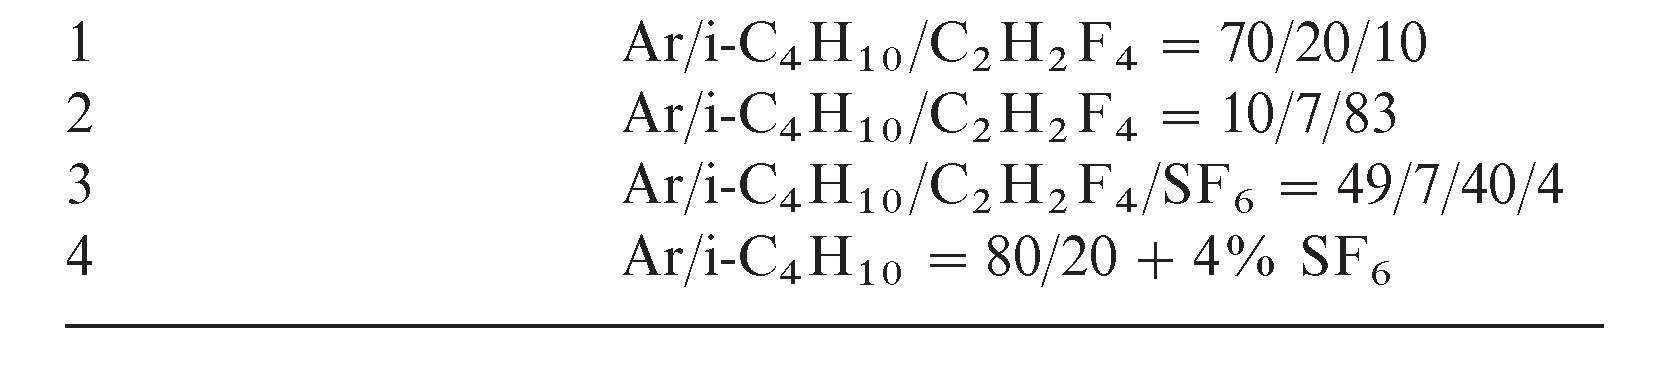 1 Ar/i-C₄H₁₀/C₂H₂F₄ = 70/20/10
2 Ar/i-C₄H₁₀/C₂H₂F₄ = 10/7/83
3 Ar/i-C₄H₁₀/C₂H₂F₄/SF₆ = 49/7/40/4
4 Ar/i-C₄H₁₀ = 80/20 + 4% SF₆